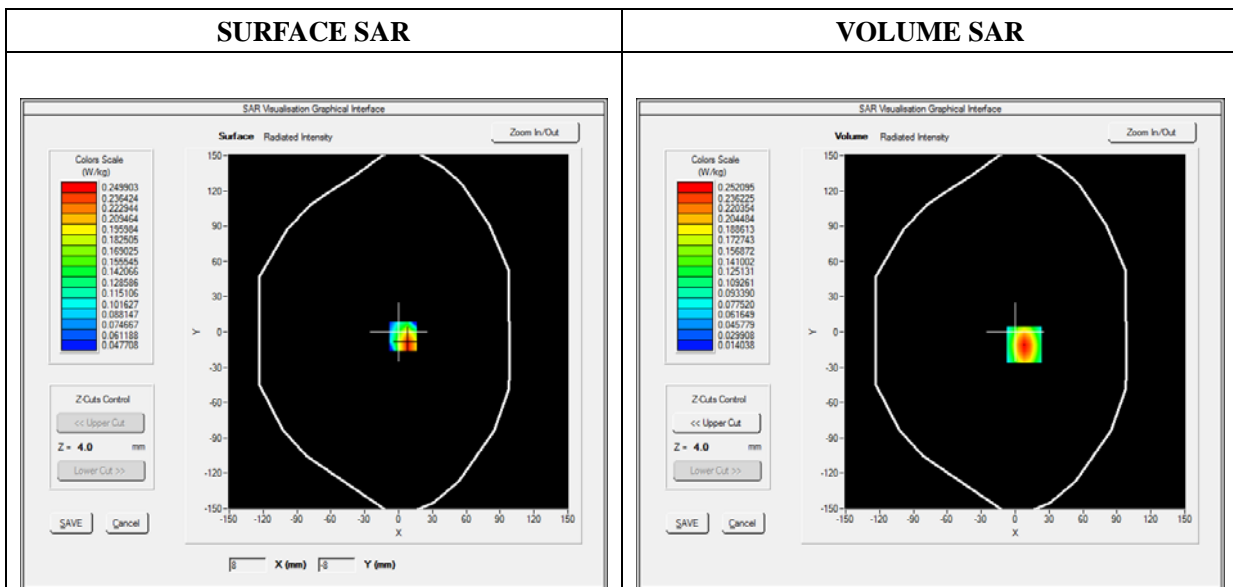 SURFACE SAR
SAR Visualisation Graphical Interface
Surface Radiated Intensity
Zoom In/Out
Colors Scale
(W/kg)
0.249903
0.236424
0.222944
0.209464
0.195984
0.182505
0.169025
0.155545
0.142066
0.128586
0.115106
0.101627
0.088147
0.074667
0.061188
0.047708
Z-Cuts Control
<< Upper Cut
Z = 4.0 mm
Lower Cut >>
SAVE Cancel
150
120
90
60
30
0
-30
-60
-90
-120
-150
Y
-150 -120 -90 -60 -30 0 30 60 90 120 150
X
8 X (mm) -8 Y (mm)
VOLUME SAR
SAR Visualisation Graphical Interface
Volume Radiated Intensity
Zoom In/Out
Colors Scale
(W/kg)
0.252095
0.236225
0.220354
0.204484
0.188613
0.172743
0.156872
0.141002
0.125131
0.109261
0.093390
0.077520
0.061649
0.045779
0.029908
0.014038
Z-Cuts Control
<< Upper Cut
Z = 4.0 mm
Lower Cut >>
SAVE Cancel
150
120
90
60
30
0
-30
-60
-90
-120
-150
Y
-150 -120 -90 -60 -30 0 30 60 90 120 150
X